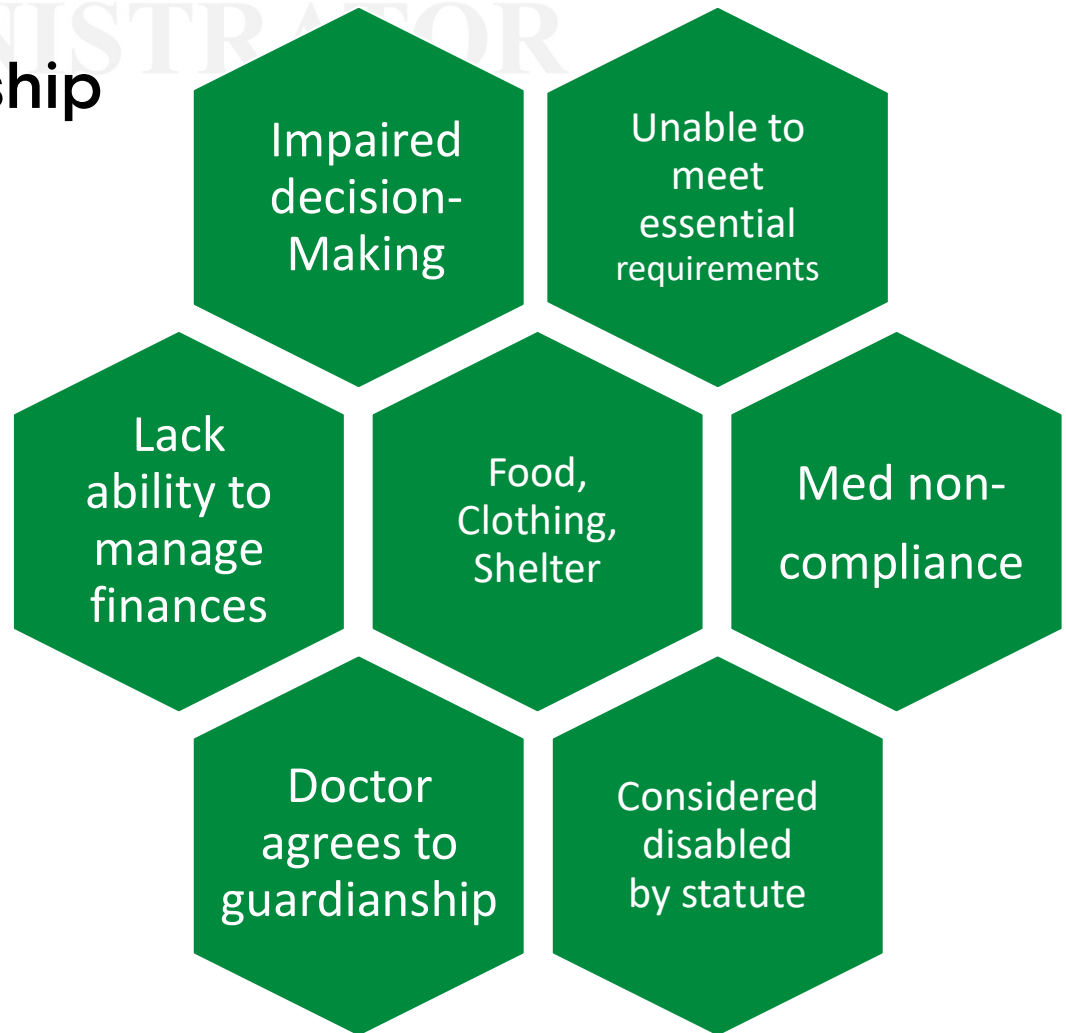 NISTRATOR
ship
Impaired
decision-
Making
Unable to
meet
essential
requirements
Lack
ability to
manage
finances
Food,
Clothing,
Shelter
Med non-
compliance
Doctor
agrees to
guardianship
Considered
disabled
by statute